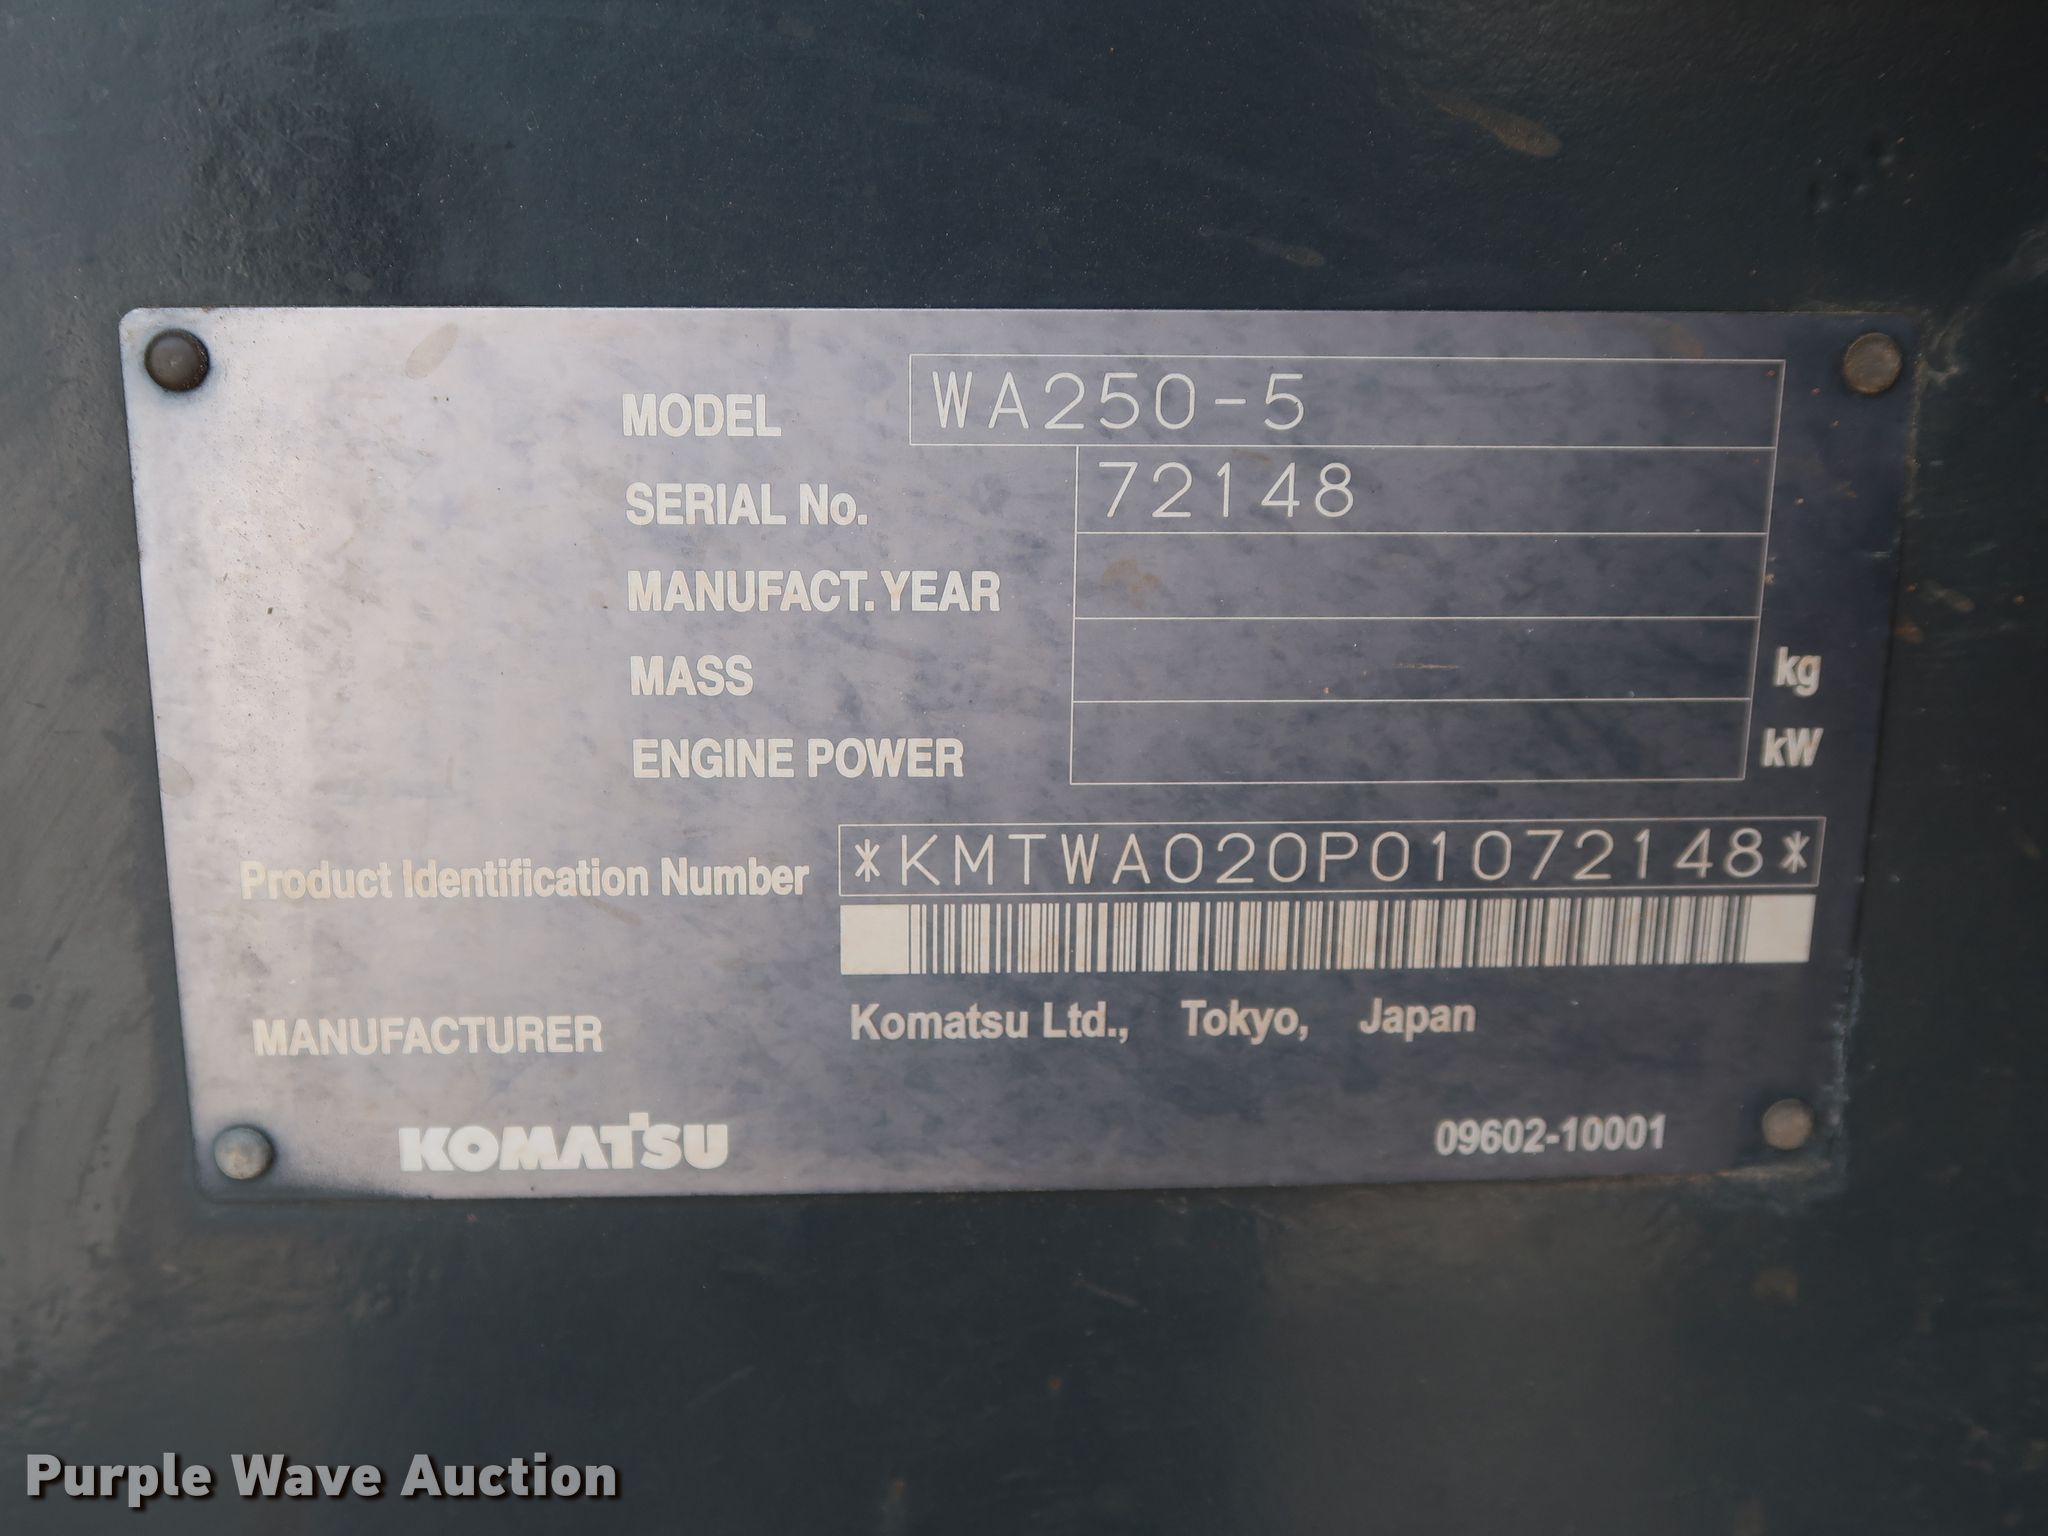 MODEL WA250-5
SERIAL No. 72148
MANUFACT. YEAR
MASS kg
ENGINE POWER kW
Product Identification Number *KMTWA020P01072148*
MANUFACTURER Komatsu Ltd., Tokyo, Japan
KOMATSU 09602-10001
Purple Wave Auction